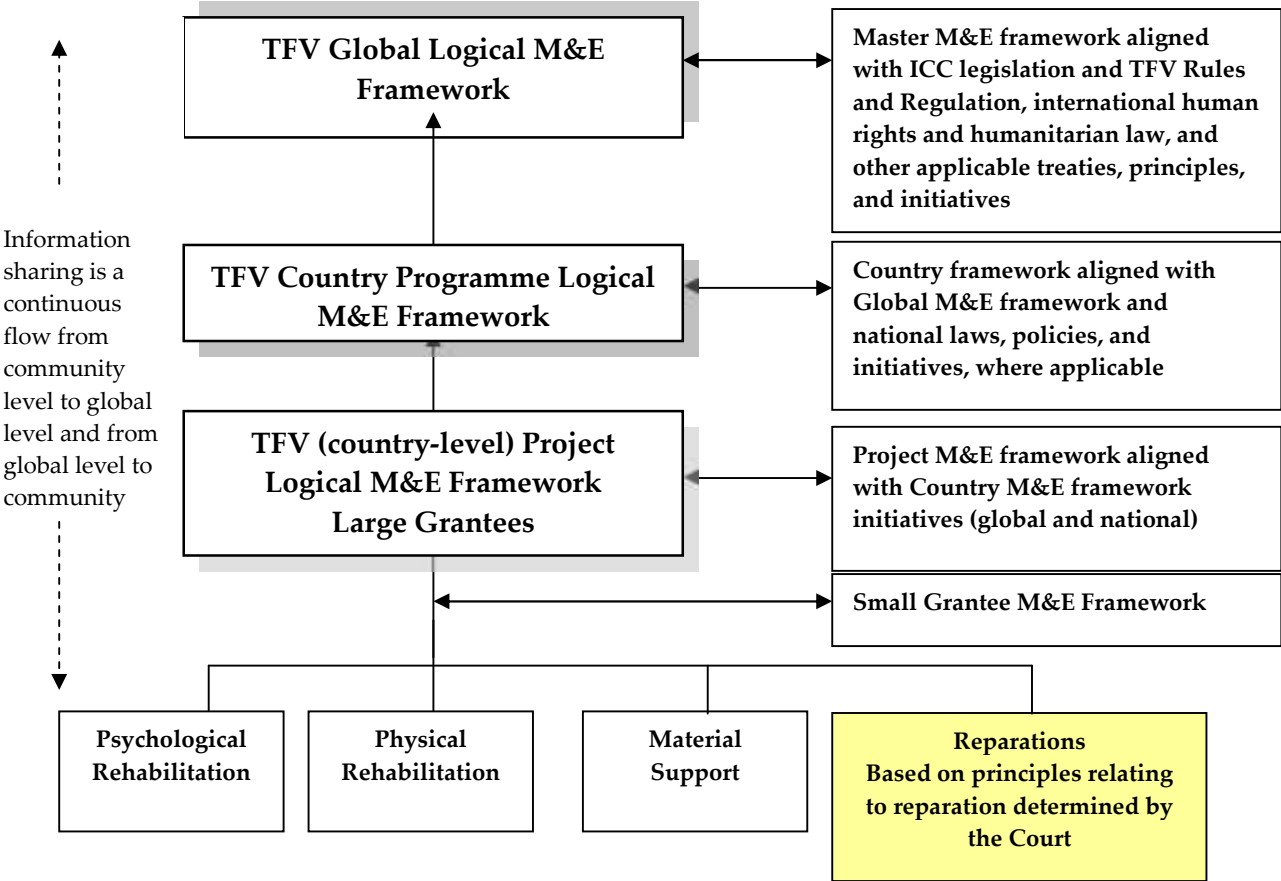 TFV Global Logical M&E
Framework
Master M&E framework aligned
with ICC legislation and TFV Rules
and Regulation, international human
rights and humanitarian law, and
other applicable treaties, principles,
and initiatives
Information
sharing is a
continuous
flow from
community
level to global
level and from
global level to
community
TFV Country Programme Logical
M&E Framework
Country framework aligned with
Global M&E framework and
national laws, policies, and
initiatives, where applicable
TFV (country-level) Project
Logical M&E Framework
Large Grantees
Project M&E framework aligned
with Country M&E framework
initiatives (global and national)
Small Grantee M&E Framework
Psychological
Rehabilitation
Physical
Rehabilitation
Material
Support
Reparations
Based on principles relating
to reparation determined by
the Court